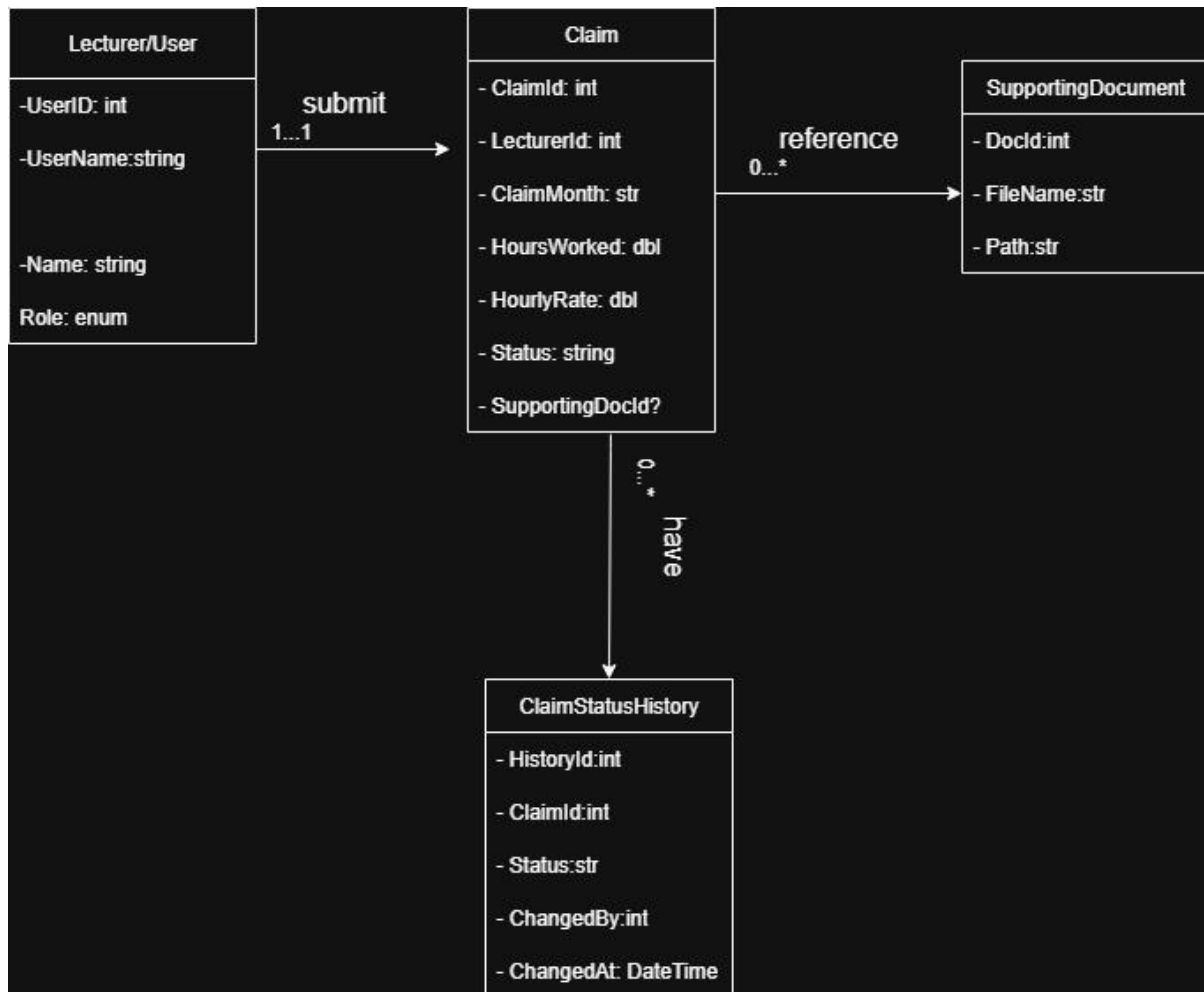 Lecturer/User
-UserID: int
-UserName:string
-Name: string
Role: enum
submit
1...1
Claim
- ClaimId: int
- LecturerId: int
- ClaimMonth: str
- HoursWorked: dbl
- HourlyRate: dbl
- Status: string
- SupportingDocId?
reference
0...*
SupportingDocument
- DocId:int
- FileName:str
- Path:str
0...*
have
ClaimStatusHistory
- HistoryId:int
- ClaimId:int
- Status:str
- ChangedBy:int
- ChangedAt: DateTime